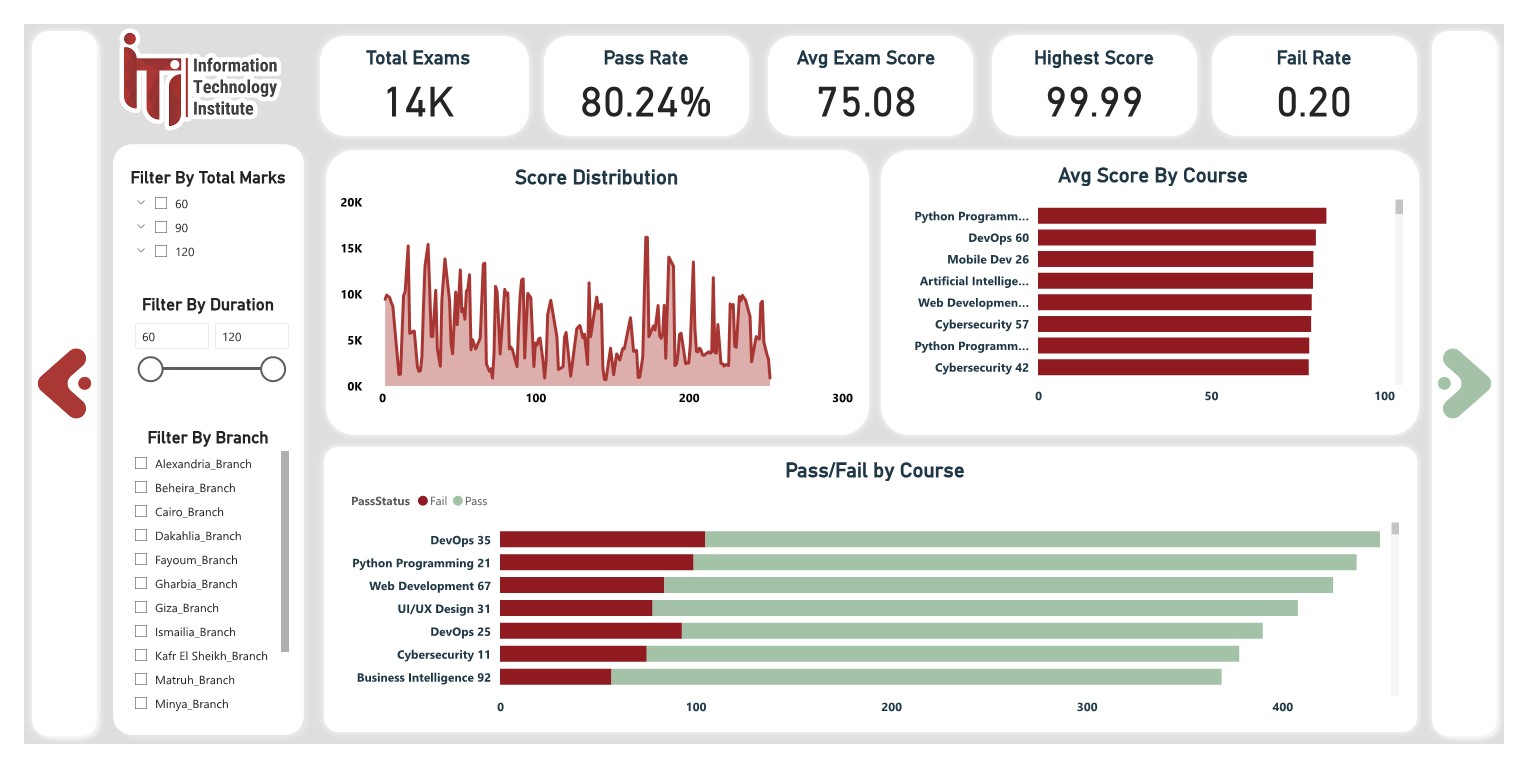 Information
Technology
Institute
Total Exams
14K
Pass Rate
80.24%
Avg Exam Score
75.08
Highest Score
99.99
Fail Rate
0.20
Filter By Total Marks
60
90
120
Filter By Duration
60
120
Filter By Branch
Alexandria_Branch
Beheira_Branch
Cairo_Branch
Dakahlia_Branch
Fayoum_Branch
Gharbia_Branch
Giza_Branch
Ismailia_Branch
Kafr El Sheikh_Branch
Matruh_Branch
Minya_Branch
Score Distribution
20K
15K
10K
5K
0K
0 100 200 300
Avg Score By Course
Python Programm...
DevOps 60
Mobile Dev 26
Artificial Intellige...
Web Developmen...
Cybersecurity 57
Python Programm...
Cybersecurity 42
0 50 100
Pass/Fail by Course
PassStatus Fail Pass
DevOps 35
Python Programming 21
Web Development 67
UI/UX Design 31
DevOps 25
Cybersecurity 11
Business Intelligence 92
0 100 200 300 400